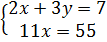 2x + 3y = 7
11x = 55